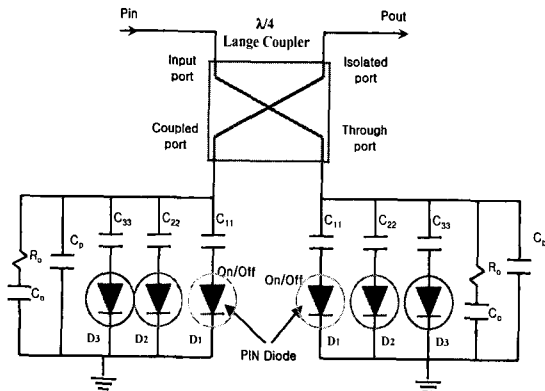 Pin
λ/4
Pout
Lange Coupler
Input
port
Isolated
port
Coupled
port
Through
port
C33
C22
C11
C11
C22
C33
Cp
Ro
Co
Ro
Co
On/Off
On/Off
D3
D2
D1
D1
D2
D3
PIN Diode